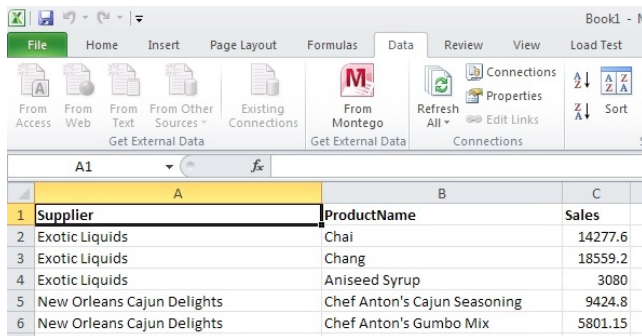 Book1 - M
File Home Insert Page Layout Formulas Data Review View Load Test
From Access From Web From Text From Other Sources Existing Connections
Get External Data
From Montego
Get External Data
Refresh All Connections Properties Edit Links
Connections
Sort
A1 fx
A B C
1 Supplier ProductName Sales
2 Exotic Liquids Chai 14277.6
3 Exotic Liquids Chang 18559.2
4 Exotic Liquids Aniseed Syrup 3080
5 New Orleans Cajun Delights Chef Anton's Cajun Seasoning 9424.8
6 New Orleans Cajun Delights Chef Anton's Gumbo Mix 5801.15